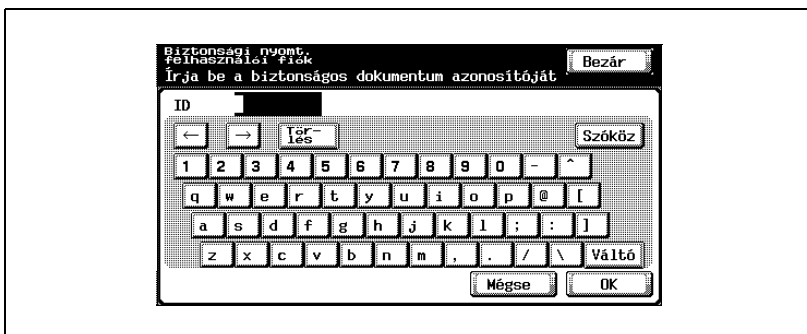 Biztonsági nyomt.
felhasználói fiók
Bezár
Írja be a biztonságos dokumentum azonosítóját
ID
← → Tör-
lés
Szóköz
1 2 3 4 5 6 7 8 9 0 - ^
q w e r t y u i o p @ [
a s d f g h j k l ; : ]
z x c v b n m , . / \ Váltó
Mégse OK